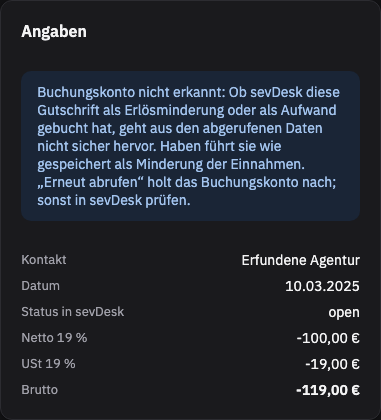 Angaben
Buchungskonto nicht erkannt: Ob sevDesk diese
Gutschrift als Erlösminderung oder als Aufwand
gebucht hat, geht aus den abgerufenen Daten
nicht sicher hervor. Haben führt sie wie
gespeichert als Minderung der Einnahmen.
„Erneut abrufen“ holt das Buchungskonto nach;
sonst in sevDesk prüfen.
Kontakt Erfundene Agentur
Datum 10.03.2025
Status in sevDesk open
Netto 19 % -100,00 €
USt 19 % -19,00 €
Brutto -119,00 €